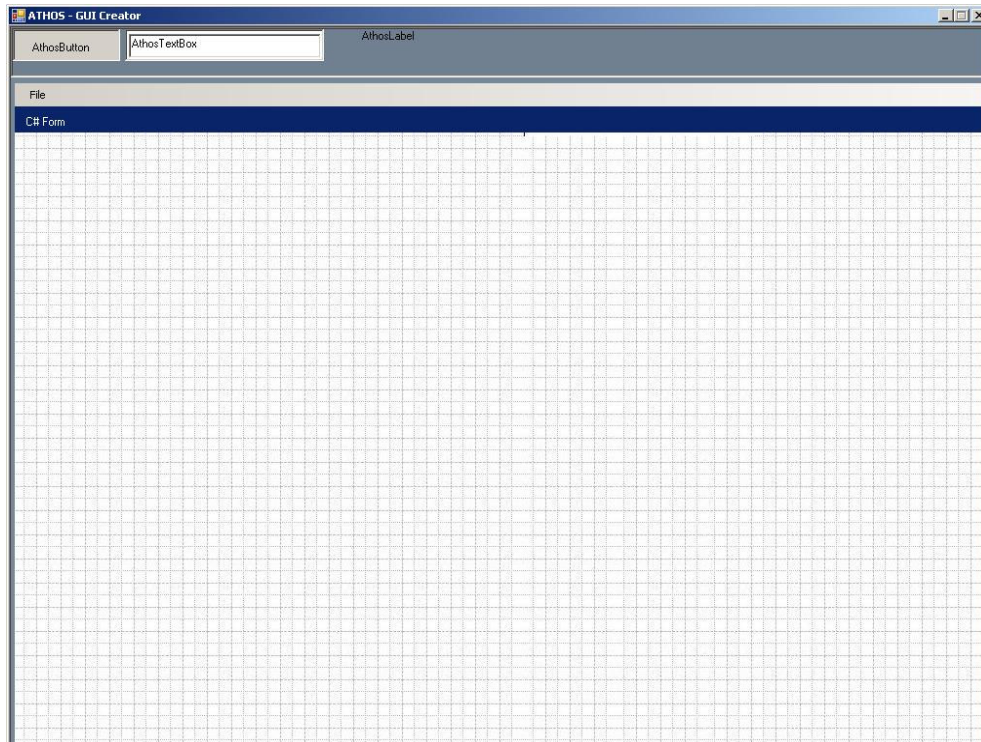 ATHOS - GUI Creator
AthosButton
AthosTextBox
AthosLabel
File
C# Form